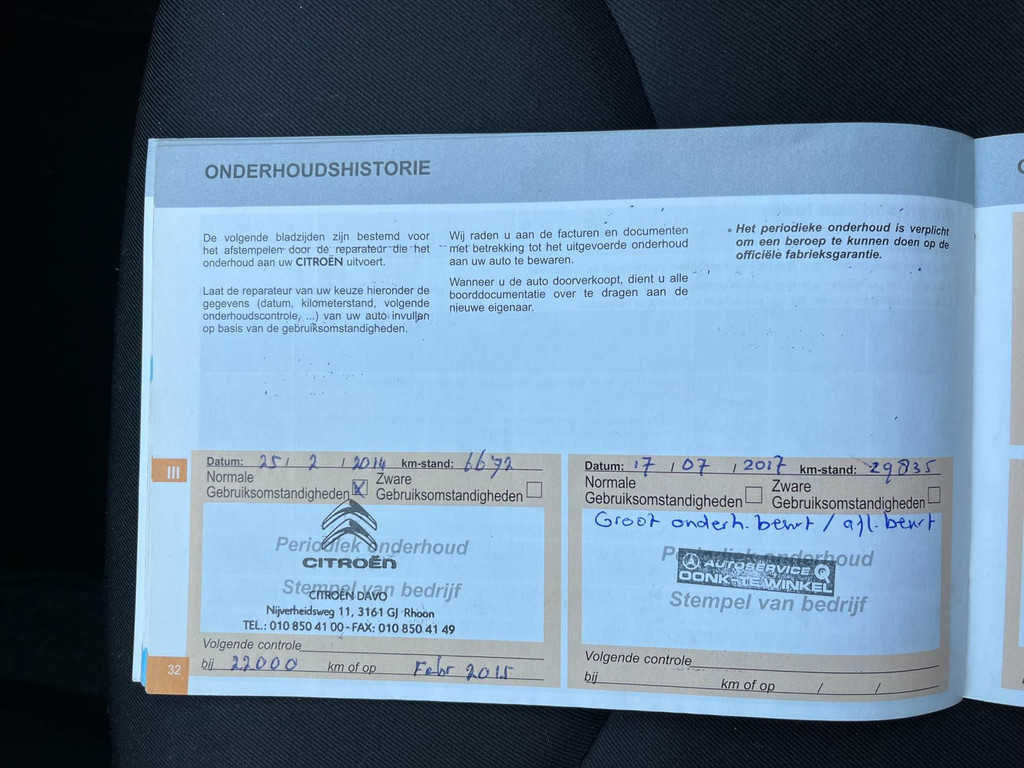 ONDERHOUDSHISTORIE
De volgende bladzijden zijn bestemd voor
het afstempelen door de reparateur die het
onderhoud aan uw CITROËN uitvoert.
Laat de reparateur van uw keuze hieronder de
gegevens (datum, kilometerstand, volgende
onderhoudscontrole, ...) van uw auto invullen
op basis van de gebruiksomstandigheden.
Wij raden u aan de facturen en documenten
met betrekking tot het uitgevoerde onderhoud
aan uw auto te bewaren.
Wanneer u de auto doorverkoopt, dient u alle
boorddocumentatie over te dragen aan de
nieuwe eigenaar.
• Het periodieke onderhoud is verplicht
om een beroep te kunnen doen op de
officiële fabrieksgarantie.
III
Datum: 25 / 2 / 2014 km-stand: 6672
Normale
Gebruiksomstandigheden
Zware
Gebruiksomstandigheden
Periodiek onderhoud
CITROËN
Stempel van bedrijf
CITROËN DAVO
Nijverheidsweg 11, 3161 GJ Rhoon
TEL.: 010 850 41 00 - FAX: 010 850 41 49
Volgende controle
bij 22000 km of op Febr 2015
32
Datum: 17 / 07 / 2017 km-stand: 29835
Normale
Gebruiksomstandigheden
Zware
Gebruiksomstandigheden
Groot onderh. beurt / afl. beurt
Periodiek onderhoud
AUTOSERVICE
OONK-TE WINKEL
Stempel van bedrijf
Volgende controle
bij km of op / /